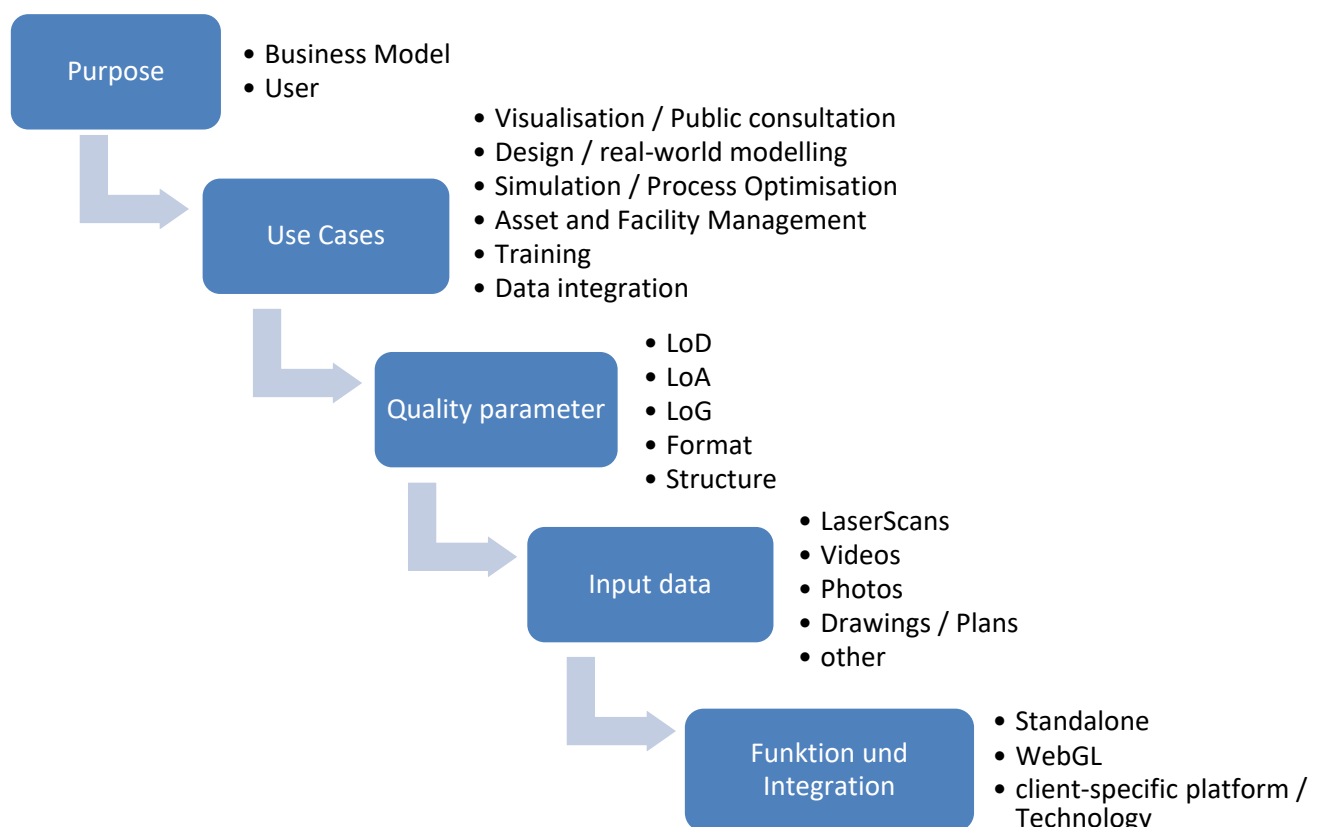 Purpose
• Business Model
• User
Use Cases
• Visualisation / Public consultation
• Design / real-world modelling
• Simulation / Process Optimisation
• Asset and Facility Management
• Training
• Data integration
Quality parameter
• LoD
• LoA
• LoG
• Format
• Structure
Input data
• LaserScans
• Videos
• Photos
• Drawings / Plans
• other
Funktion und
Integration
• Standalone
• WebGL
• client-specific platform /
Technology